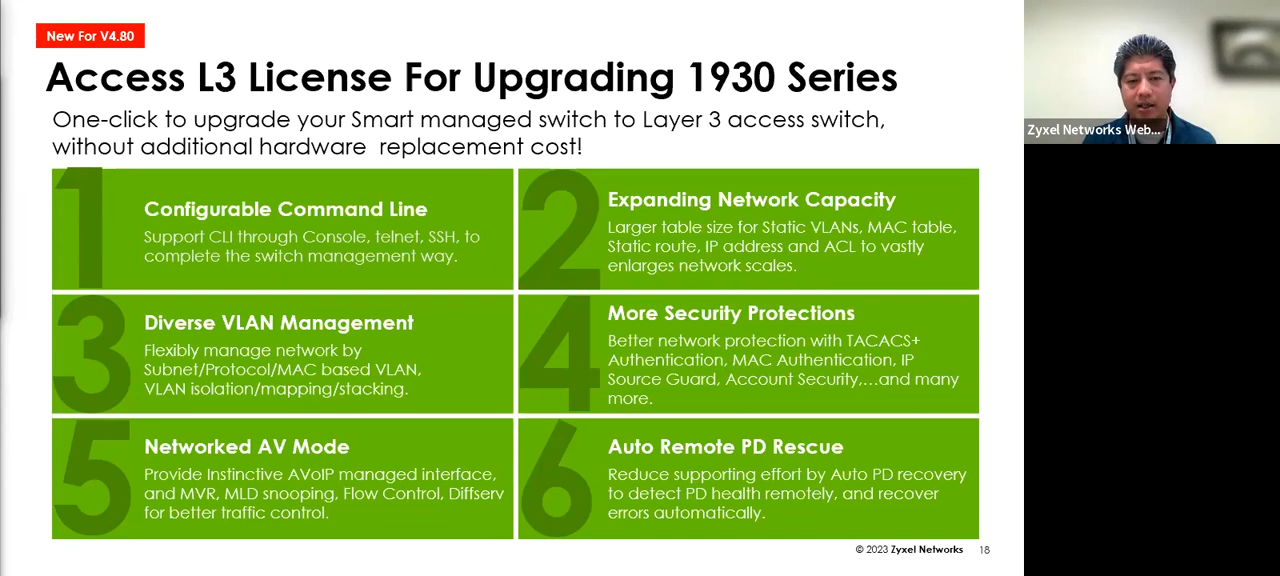 New For V4.80
Access L3 License For Upgrading 1930 Series
One-click to upgrade your Smart managed switch to Layer 3 access switch,
without additional hardware replacement cost!
1
Configurable Command Line
Support CLI through Console, telnet, SSH, to
complete the switch management way.
2
Expanding Network Capacity
Larger table size for Static VLANs, MAC table,
Static route, IP address and ACL to vastly
enlarges network scales.
3
Diverse VLAN Management
Flexibly manage network by
Subnet/Protocol/MAC based VLAN,
VLAN isolation/mapping/stacking.
4
More Security Protections
Better network protection with TACACS+
Authentication, MAC Authentication, IP
Source Guard, Account Security,…and many
more.
5
Networked AV Mode
Provide Instinctive AVoIP managed interface,
and MVR, MLD snooping, Flow Control, Diffserv
for better traffic control.
6
Auto Remote PD Rescue
Reduce supporting effort by Auto PD recovery
to detect PD health remotely, and recover
errors automatically.
© 2023 Zyxel Networks 18
Zyxel Networks Web...